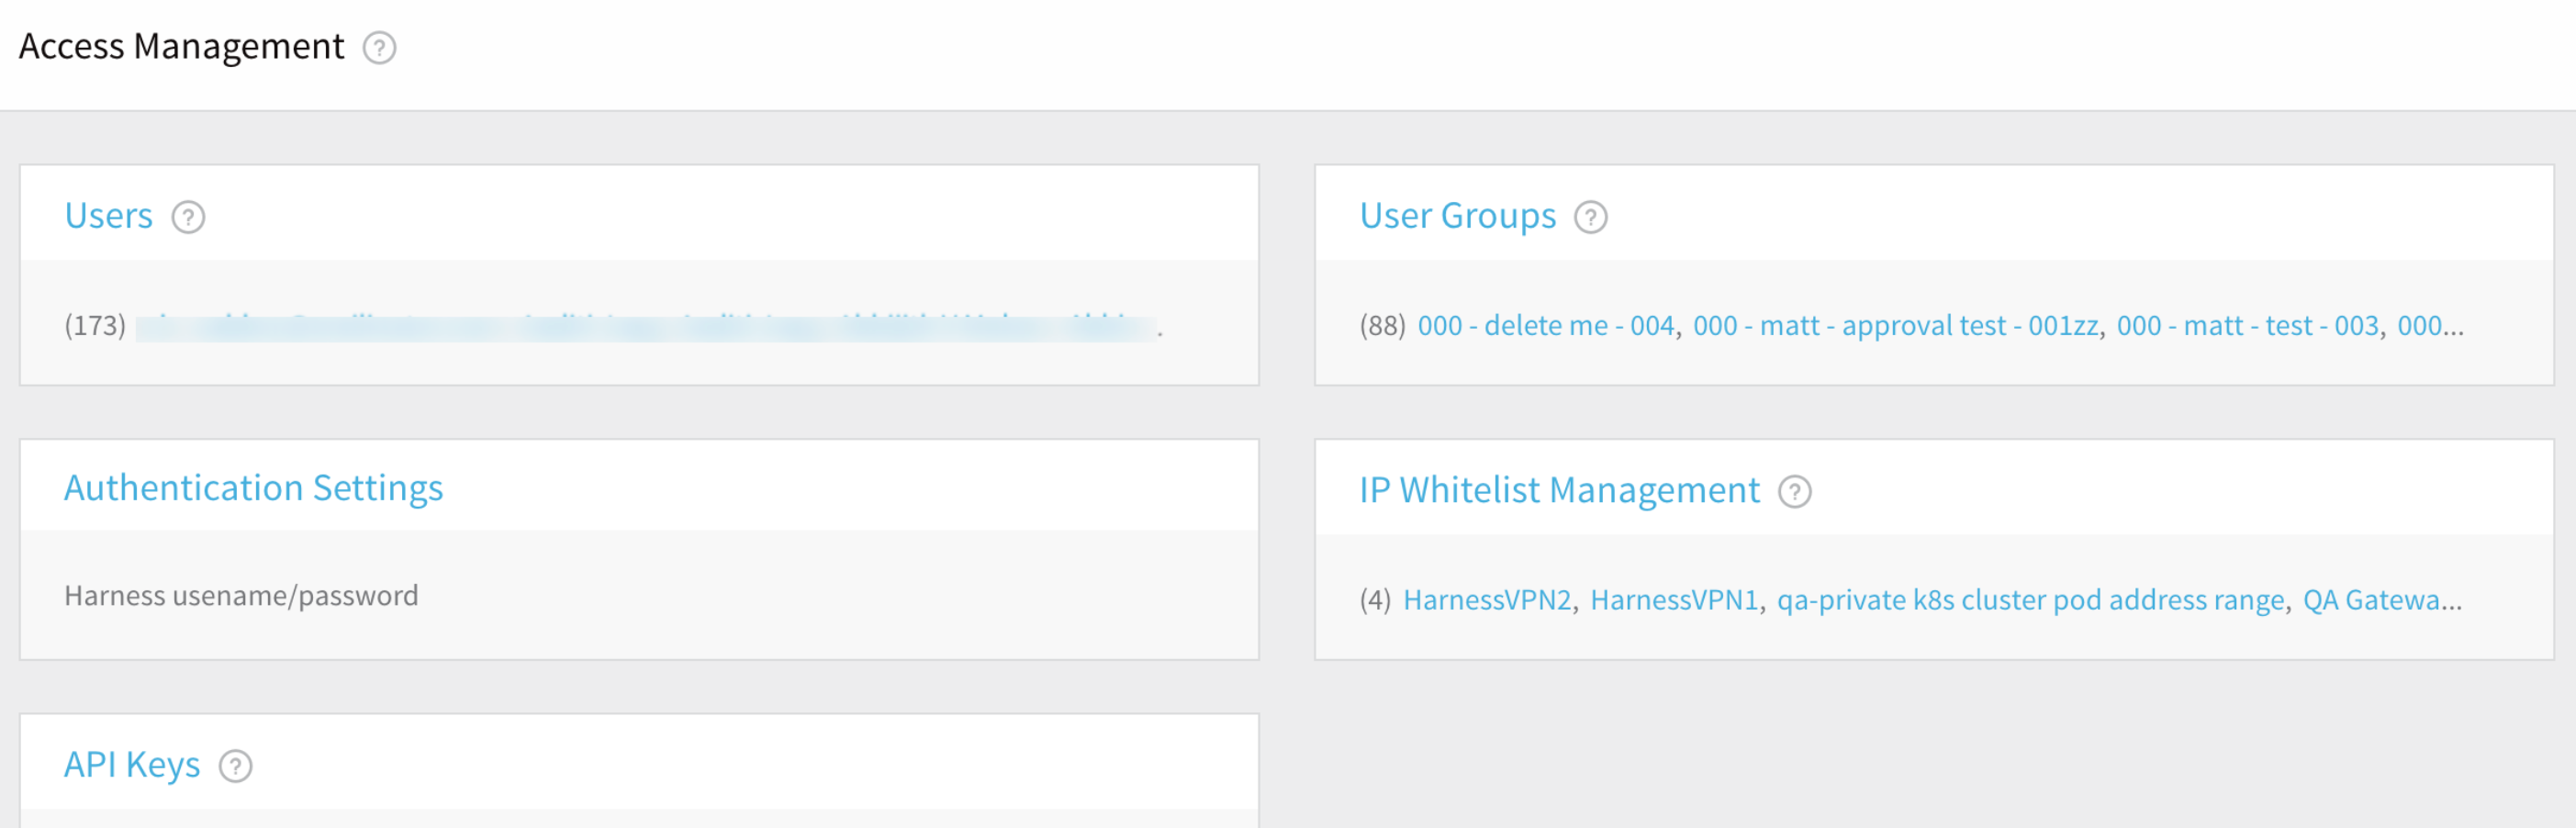 Access Management ?
Users ?
(173)
User Groups ?
(88) 000 - delete me - 004, 000 - matt - approval test - 001zz, 000 - matt - test - 003, 000...
Authentication Settings
Harness usename/password
IP Whitelist Management ?
(4) HarnessVPN2, HarnessVPN1, qa-private k8s cluster pod address range, QA Gatewa...
API Keys ?